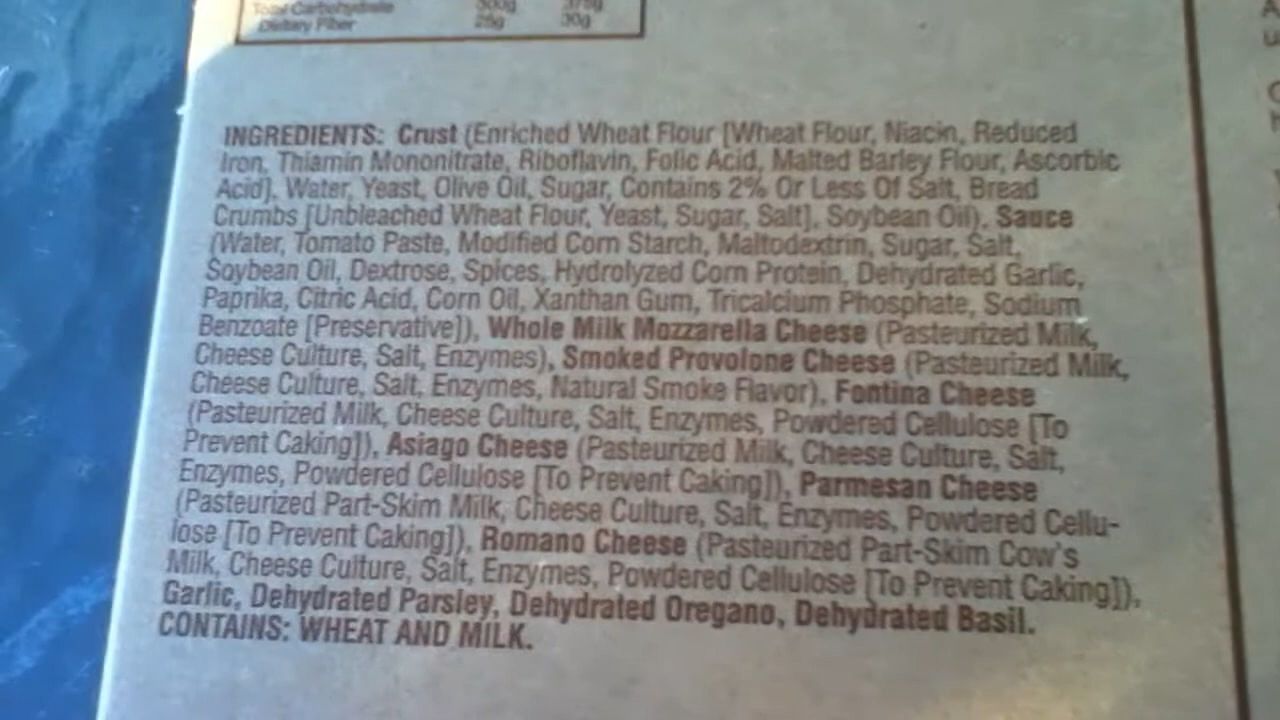 Total Carbohydrate 300g 375g
Dietary Fiber 25g 30g
INGREDIENTS: Crust (Enriched Wheat Flour [Wheat Flour, Niacin, Reduced
Iron, Thiamin Mononitrate, Riboflavin, Folic Acid, Malted Barley Flour, Ascorbic
Acid], Water, Yeast, Olive Oil, Sugar, Contains 2% Or Less Of Salt, Bread
Crumbs [Unbleached Wheat Flour, Yeast, Sugar, Salt], Soybean Oil), Sauce
(Water, Tomato Paste, Modified Corn Starch, Maltodextrin, Sugar, Salt,
Soybean Oil, Dextrose, Spices, Hydrolyzed Corn Protein, Dehydrated Garlic,
Paprika, Citric Acid, Corn Oil, Xanthan Gum, Tricalcium Phosphate, Sodium
Benzoate [Preservative]), Whole Milk Mozzarella Cheese (Pasteurized Milk,
Cheese Culture, Salt, Enzymes), Smoked Provolone Cheese (Pasteurized Milk,
Cheese Culture, Salt, Enzymes, Natural Smoke Flavor), Fontina Cheese
(Pasteurized Milk, Cheese Culture, Salt, Enzymes, Powdered Cellulose [To
Prevent Caking]), Asiago Cheese (Pasteurized Milk, Cheese Culture, Salt,
Enzymes, Powdered Cellulose [To Prevent Caking]), Parmesan Cheese
(Pasteurized Part-Skim Milk, Cheese Culture, Salt, Enzymes, Powdered Cellu-
lose [To Prevent Caking]), Romano Cheese (Pasteurized Part-Skim Cow's
Milk, Cheese Culture, Salt, Enzymes, Powdered Cellulose [To Prevent Caking]),
Garlic, Dehydrated Parsley, Dehydrated Oregano, Dehydrated Basil.
CONTAINS: WHEAT AND MILK.